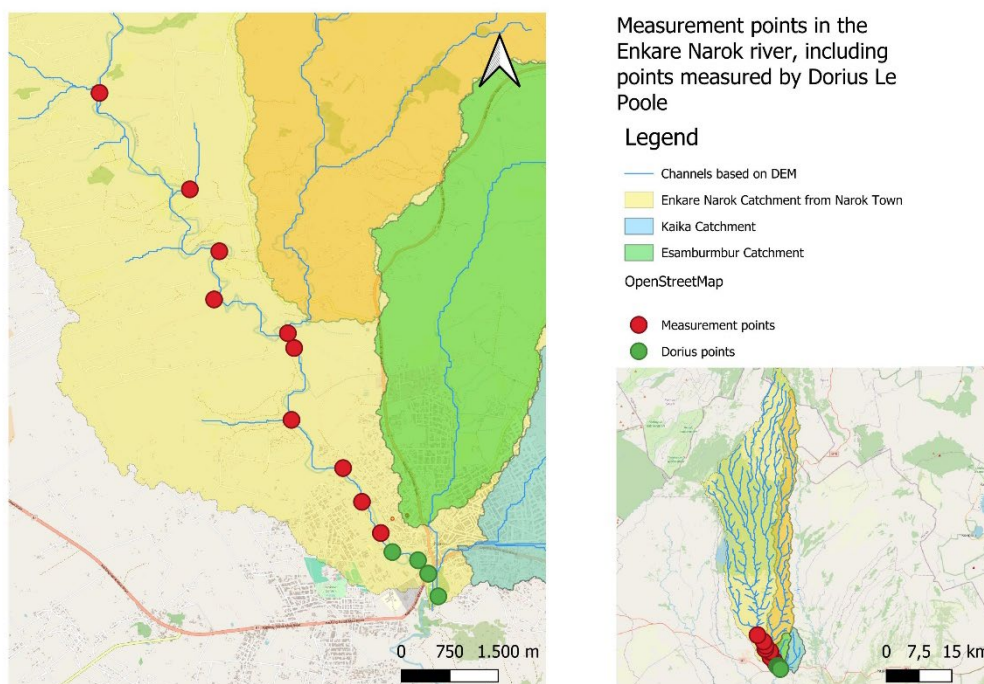 Measurement points in the
Enkare Narok river, including
points measured by Dorius Le
Poole
Legend
Channels based on DEM
Enkare Narok Catchment from Narok Town
Kaika Catchment
Esamburmbur Catchment
OpenStreetMap
Measurement points
Dorius points
0 750 1.500 m
0 7,5 15 km